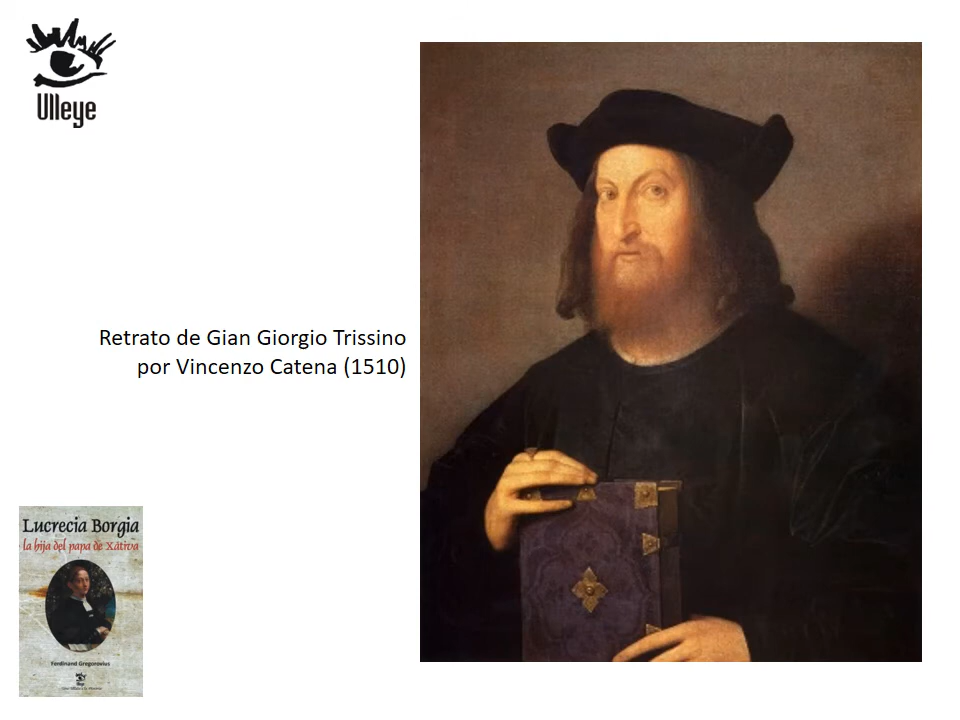 Ulleye
Retrato de Gian Giorgio Trissino
por Vincenzo Catena (1510)
Lucrecia Borgia
la hija del papa de Xàtiva
Ferdinand Gregorovius
Ulleye